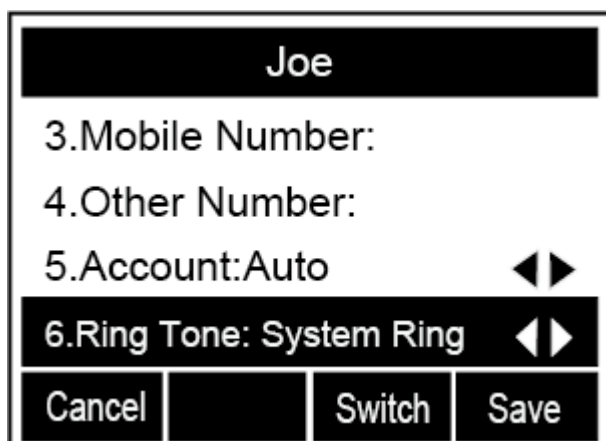 Joe
3.Mobile Number:
4.Other Number:
5.Account:Auto
6.Ring Tone: System Ring
Cancel Switch Save